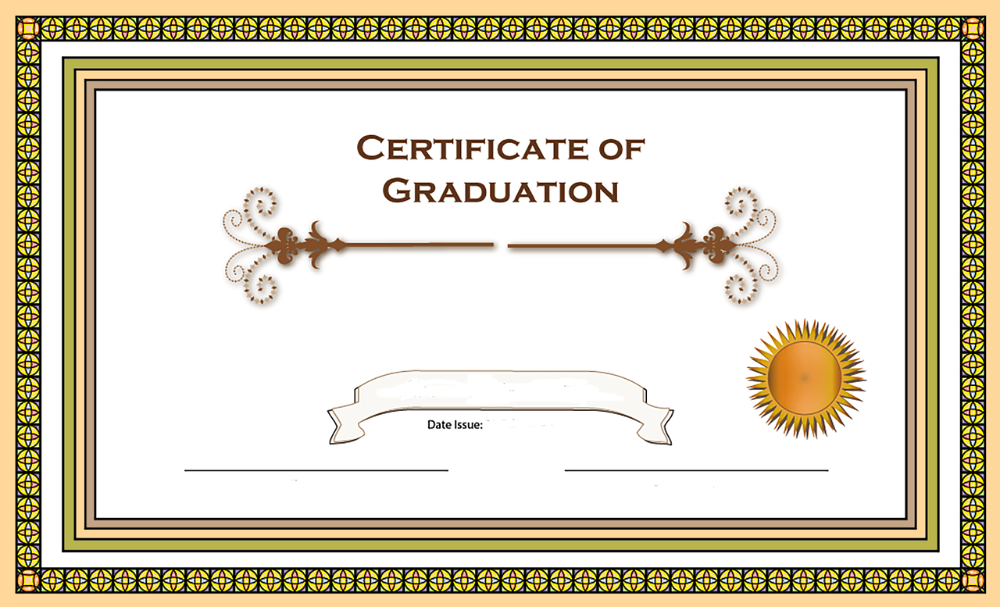 Certificate of
Graduation
Date Issue: